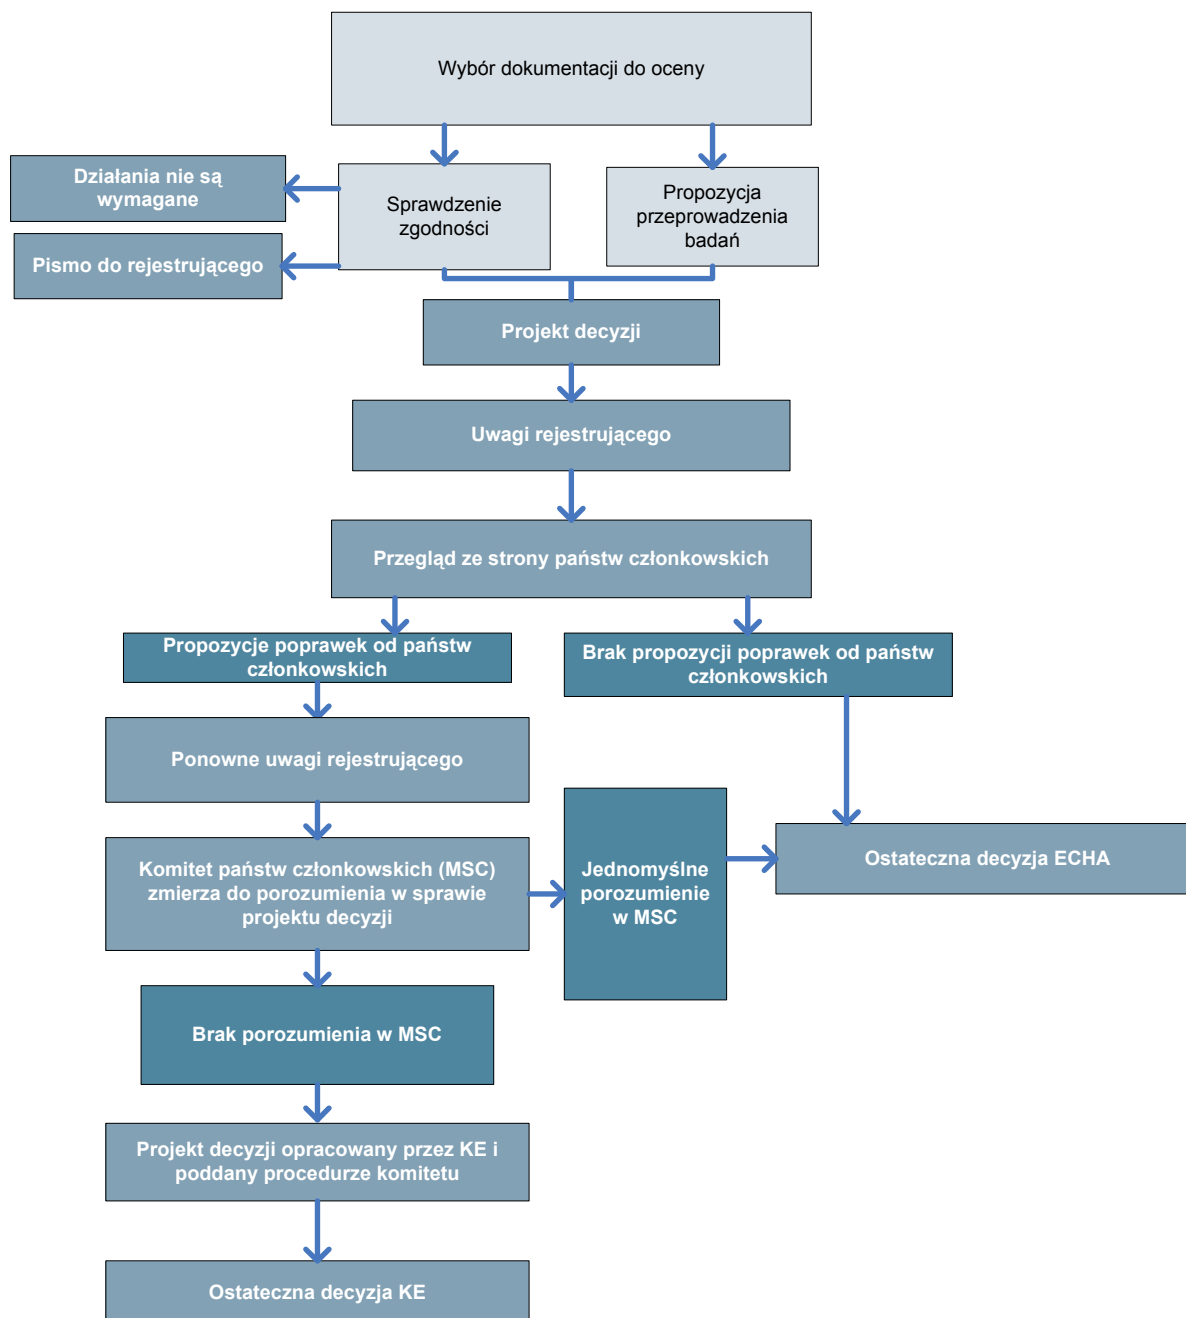 Wybór dokumentacji do oceny
Działania nie są
wymagane
Sprawdzenie
zgodności
Propozycja
przeprowadzenia
badań
Pismo do rejestrującego
Projekt decyzji
Uwagi rejestrującego
Przegląd ze strony państw członkowskich
Propozycje poprawek od państw
członkowskich
Brak propozycji poprawek od państw
członkowskich
Ponowne uwagi rejestrującego
Komitet państw członkowskich (MSC)
zmierza do porozumienia w sprawie
projektu decyzji
Jednomyślne
porozumienie
w MSC
Ostateczna decyzja ECHA
Brak porozumienia w MSC
Projekt decyzji opracowany przez KE i
poddany procedurze komitetu
Ostateczna decyzja KE